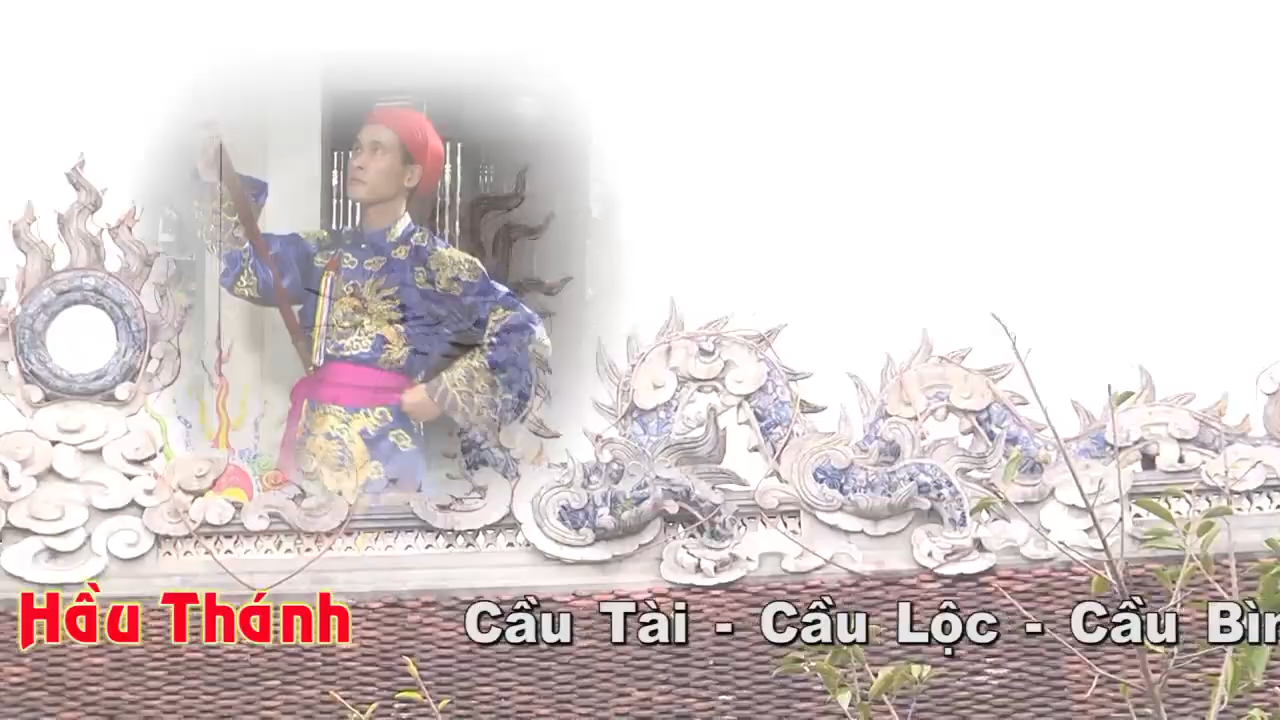 Hầu Thánh
Cầu Tài - Cầu Lộc - Cầu